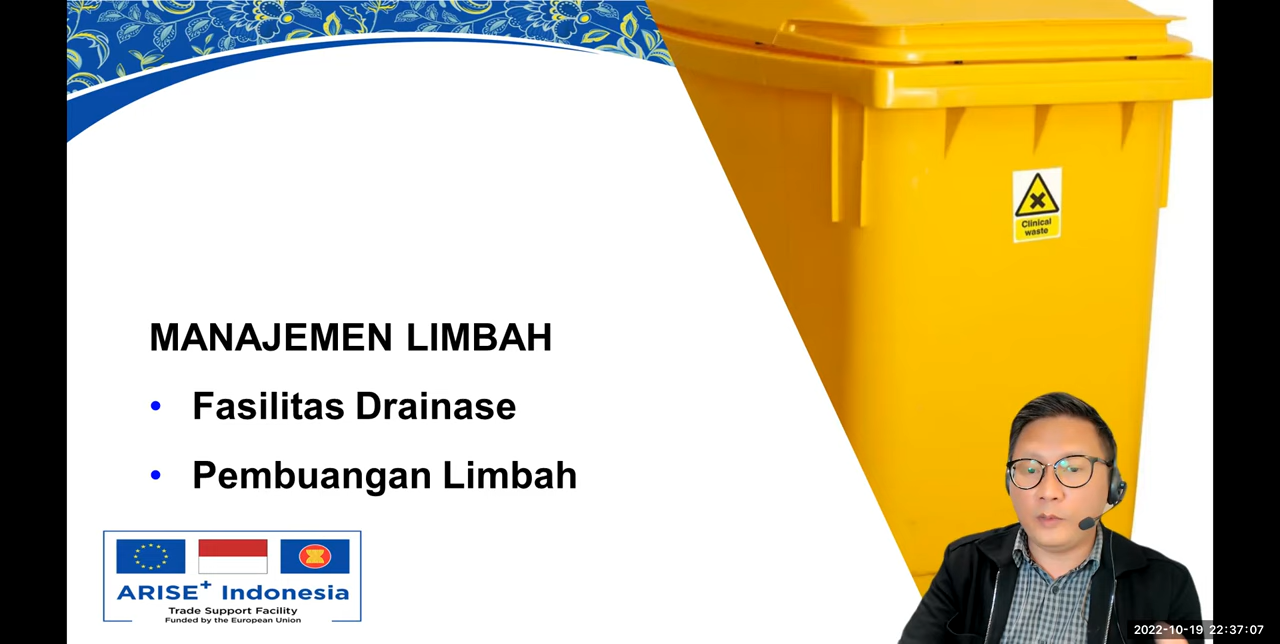 Clinical
waste
MANAJEMEN LIMBAH
• Fasilitas Drainase
• Pembuangan Limbah
ARISE+ Indonesia
Trade Support Facility
Funded by the European Union
2022-10-19 22:37:07